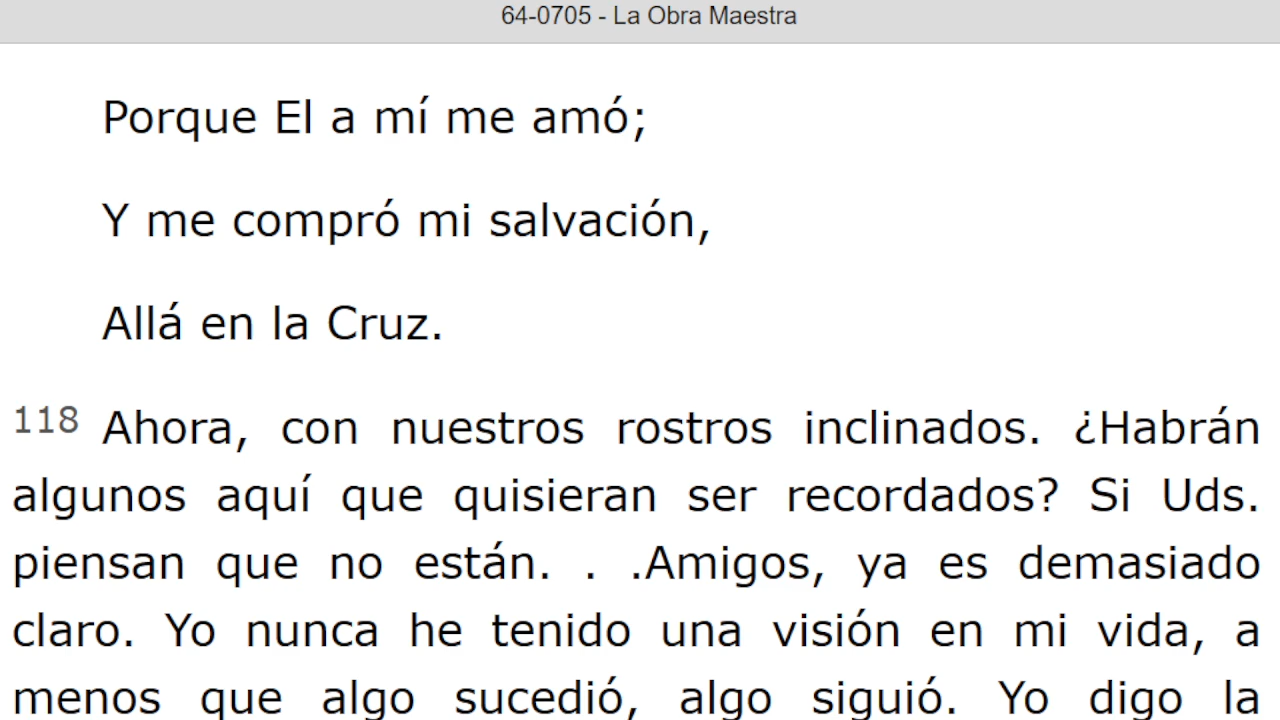 64-0705 - La Obra Maestra
Porque El a mí me amó;
Y me compró mi salvación,
Allá en la Cruz.
118 Ahora, con nuestros rostros inclinados. ¿Habrán
algunos aquí que quisieran ser recordados? Si Uds.
piensan que no están. . .Amigos, ya es demasiado
claro. Yo nunca he tenido una visión en mi vida, a
menos que algo sucedió, algo siguió. Yo digo la